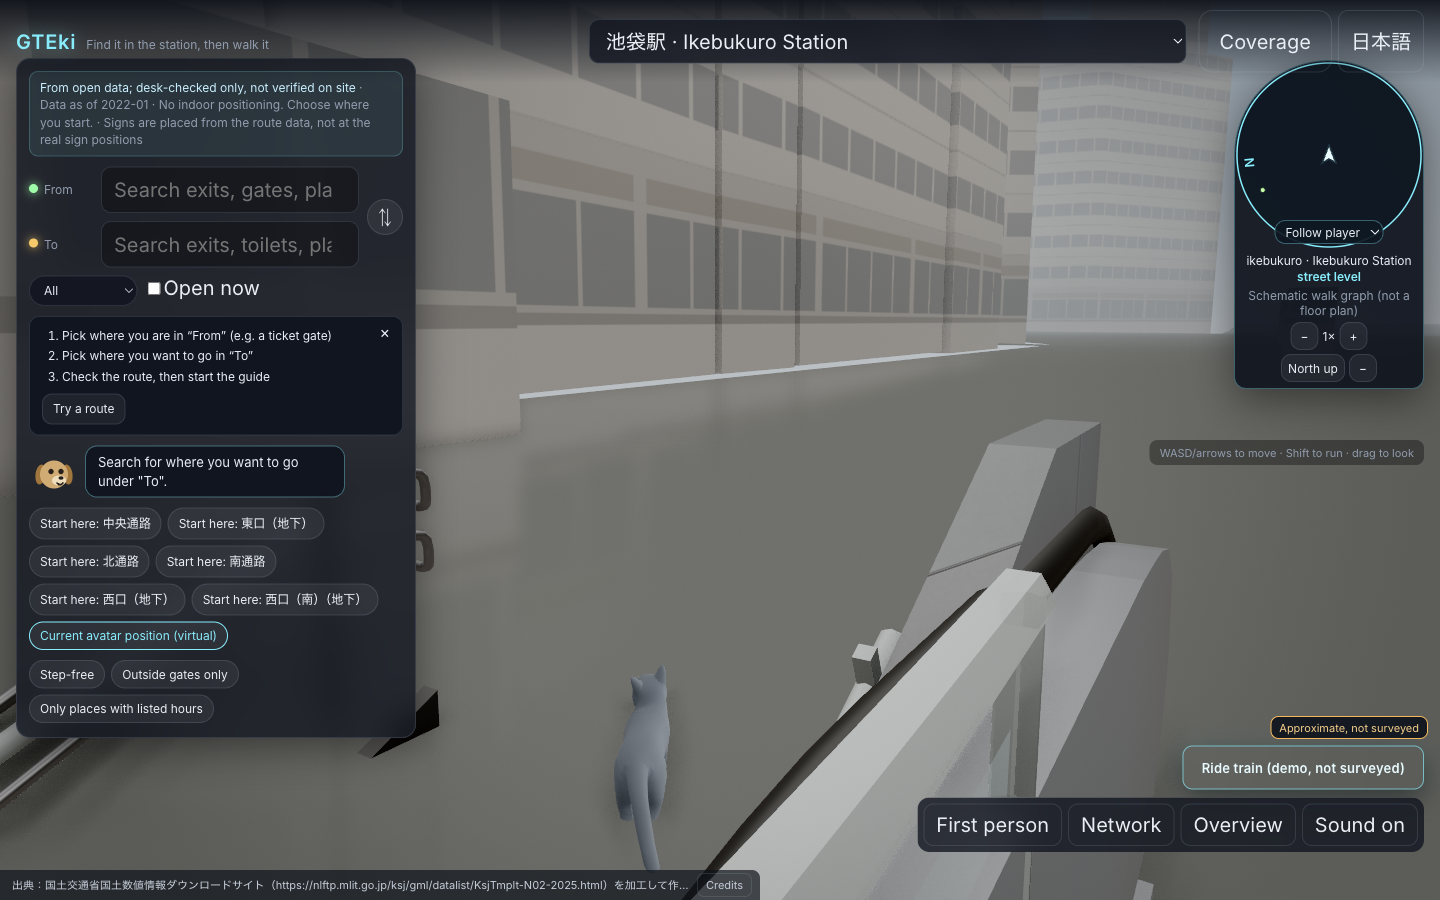 GTEki Find it in the station, then walk it
池袋駅 · Ikebukuro Station
Coverage
日本語
From open data; desk-checked only, not verified on site ·
Data as of 2022-01 · No indoor positioning. Choose where
you start. · Signs are placed from the route data, not at the
real sign positions
From
Search exits, gates, pla
To
Search exits, toilets, pla
All
Open now
1. Pick where you are in “From” (e.g. a ticket gate)
2. Pick where you want to go in “To”
3. Check the route, then start the guide
×
Try a route
Search for where you want to go
under "To".
Start here: 中央通路
Start here: 東口（地下）
Start here: 北通路
Start here: 南通路
Start here: 西口（地下）
Start here: 西口（南）（地下）
Current avatar position (virtual)
Step-free
Outside gates only
Only places with listed hours
N
Follow player
ikebukuro · Ikebukuro Station
street level
Schematic walk graph (not a
floor plan)
− 1× +
North up −
WASD/arrows to move · Shift to run · drag to look
Approximate, not surveyed
Ride train (demo, not surveyed)
First person
Network
Overview
Sound on
出典：国土交通省国土数値情報ダウンロードサイト（https://nlftp.mlit.go.jp/ksj/gml/datalist/KsjTmplt-N02-2025.html）を加工して作...
Credits